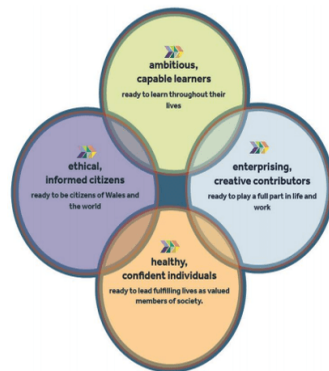 ambitious,
capable learners
ready to learn throughout their
lives
ethical,
informed citizens
ready to be citizens of Wales and
the world
enterprising,
creative contributors
ready to play a full part in life and
work
healthy,
confident individuals
ready to lead fulfilling lives as valued
members of society.